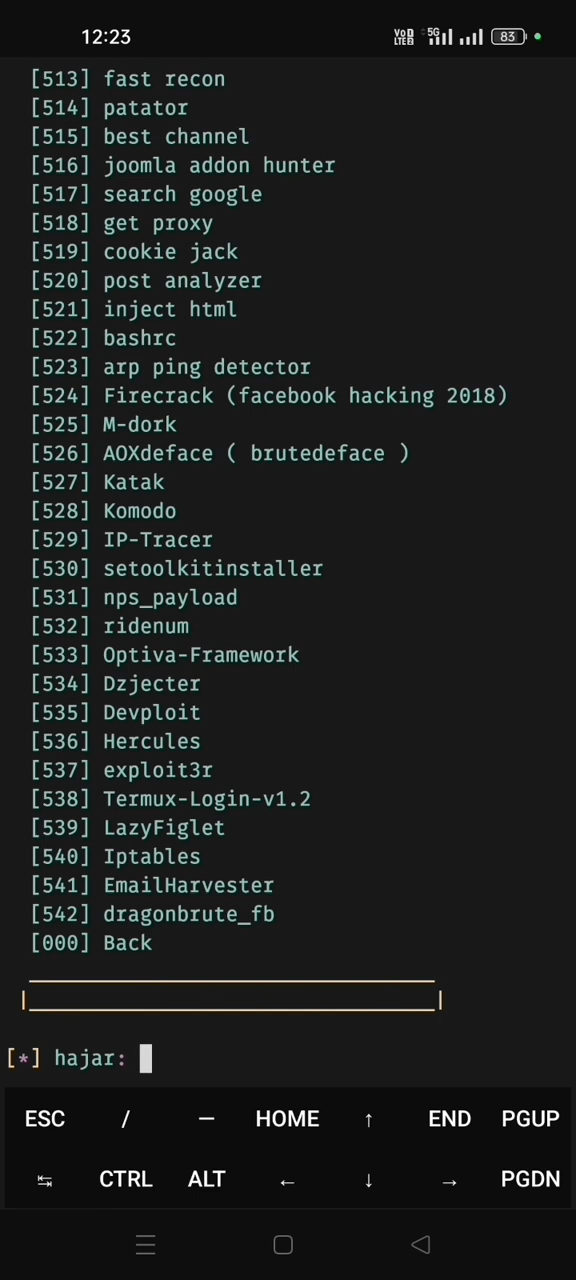 12:23 VoD LTE2 5G 83
[513] fast recon
[514] patator
[515] best channel
[516] joomla addon hunter
[517] search google
[518] get proxy
[519] cookie jack
[520] post analyzer
[521] inject html
[522] bashrc
[523] arp ping detector
[524] Firecrack (facebook hacking 2018)
[525] M-dork
[526] AOXdeface ( brutedeface )
[527] Katak
[528] Komodo
[529] IP-Tracer
[530] setoolkitinstaller
[531] nps_payload
[532] ridenum
[533] Optiva-Framework
[534] Dzjecter
[535] Devploit
[536] Hercules
[537] exploit3r
[538] Termux-Login-v1.2
[539] LazyFiglet
[540] Iptables
[541] EmailHarvester
[542] dragonbrute_fb
[000] Back
[*] hajar:
ESC / — HOME ↑ END PGUP
↹ CTRL ALT ← ↓ → PGDN